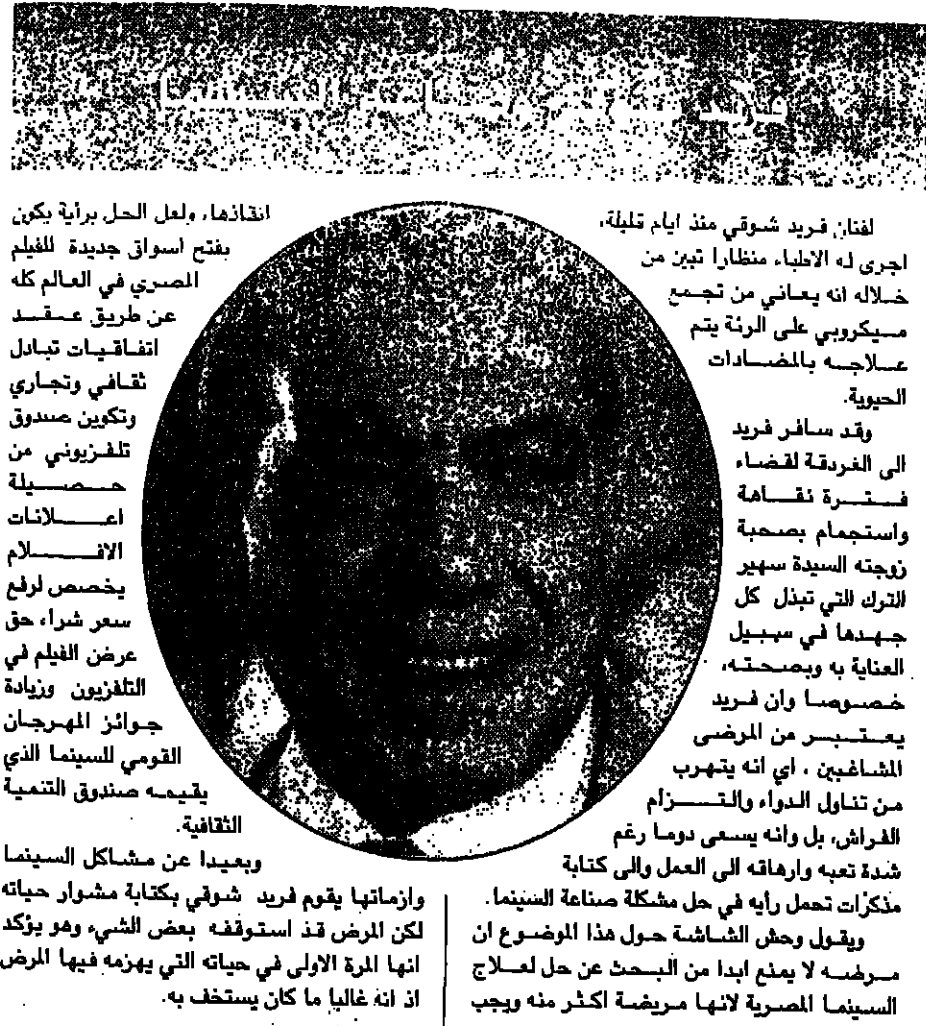 فريد شوقي وصناعة السينما
لفنان فريد شوقي منذ ايام قليلة،
اجرى له الاطباء منظارا تبين من
خلاله انه يعاني من تجمع
ميكروبي على الرئة يتم
علاجه بالمضادات
الحيوية.
وقد سافر فريد
الى الغردقة لقضاء
فترة نقاهة
واستجمام بصحبة
زوجته السيدة سهير
الترك التي تبذل كل
جهدها في سبيل
العناية به وبصحته،
خصوصا وان فريد
يعتبر من المرضى
المشاغبين ، اي انه يتهرب
من تناول الدواء والتزام
الفراش، بل وانه يسعى دوما رغم
شدة تعبه وارهاقه الى العمل والى كتابة
مذكرات تحمل رأيه في حل مشكلة صناعة السينما.
ويقول وحش الشاشة حول هذا الموضوع ان
مرضه لا يمنع ابدا من البحث عن حل لعلاج
السينما المصرية لانها مريضة اكثر منه ويجب
انقاذها، ولعل الحل براية يكون
بفتح اسواق جديدة للفيلم
المصري في العالم كله
عن طريق عقد
اتفاقيات تبادل
ثقافي وتجاري
وتكوين صندوق
تلفزيوني من
حصيلة
اعلانات
الافلام
يخصص لرفع
سعر شراء حق
عرض الفيلم في
التلفزيون وزيادة
جوائز المهرجان
القومي للسينما الذي
يقيمه صندوق التنمية
الثقافية.
وبعيدا عن مشاكل السينما
وازماتها يقوم فريد شوقي بكتابة مشوار حياته
لكن المرض قد استوقفه بعض الشيء وهو يؤكد
انها المرة الاولى في حياته التي يهزمه فيها المرض
اذ انه غالبا ما كان يستخف به.